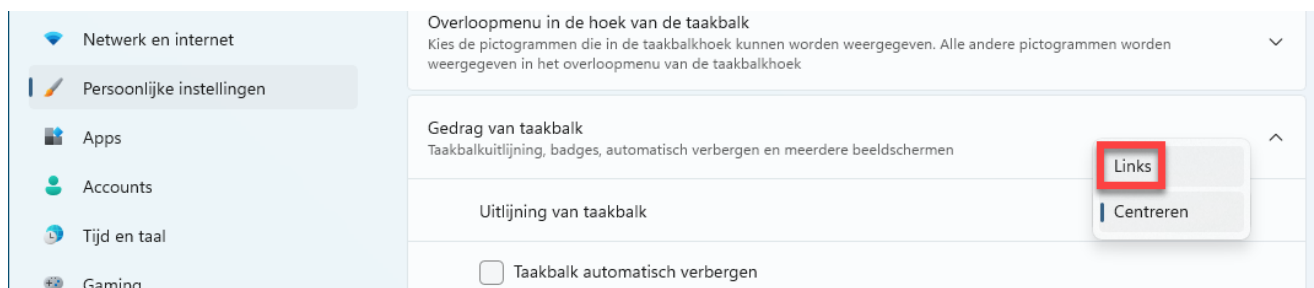 Netwerk en internet
Persoonlijke instellingen
Apps
Accounts
Tijd en taal
Gaming
Overloopmenu in de hoek van de taakbalk
Kies de pictogrammen die in de taakbalkhoek kunnen worden weergegeven. Alle andere pictogrammen worden
weergegeven in het overloopmenu van de taakbalkhoek
Gedrag van taakbalk
Taakbalkuitlijning, badges, automatisch verbergen en meerdere beeldschermen
Links
Uitlijning van taakbalk
Centreren
Taakbalk automatisch verbergen